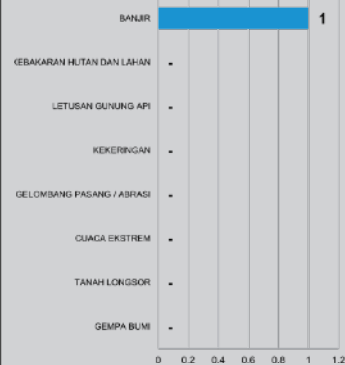 BANJIR 1
KEBAKARAN HUTAN DAN LAHAN -
LETUSAN GUNUNG API -
KEKERINGAN -
GELOMBANG PASANG / ABRASI -
CUACA EKSTREM -
TANAH LONGSOR -
GEMPA BUMI -
0 0.2 0.4 0.6 0.8 1 1.2